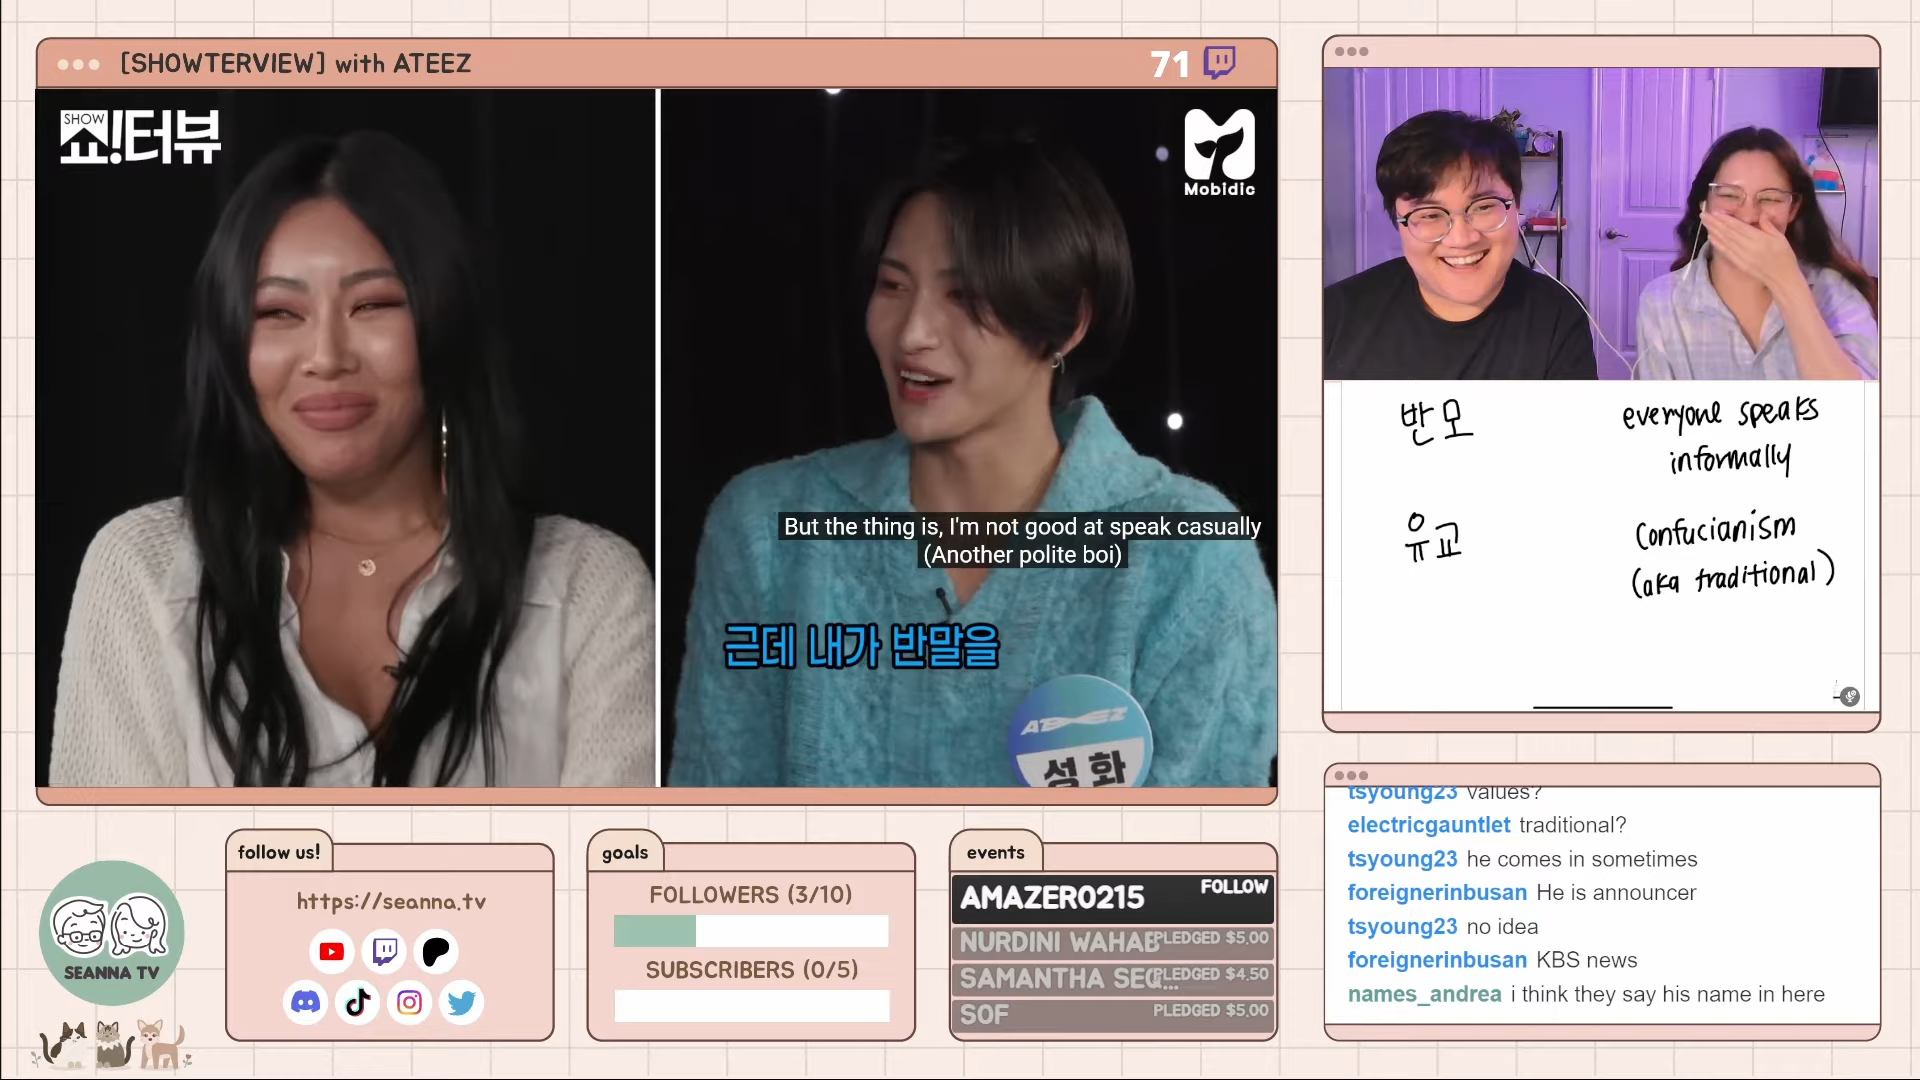 [SHOWTERVIEW] with ATEEZ
71
SHOW
쇼!터뷰
Mobidic
But the thing is, I'm not good at speak casually
(Another polite boi)
근데 내가 반말을
ATEEZ
성화
반모
everyone speaks
informally
유교
Confucianism
(aka traditional)
tsyoung23 values?
electricgauntlet traditional?
tsyoung23 he comes in sometimes
foreignerinbusan He is announcer
tsyoung23 no idea
foreignerinbusan KBS news
names_andrea i think they say his name in here
SEANNA TV
follow us!
https://seanna.tv
goals
FOLLOWERS (3/10)
SUBSCRIBERS (0/5)
events
AMAZER0215 FOLLOW
NURDINI WAHAB PLEDGED $5.00
SAMANTHA SEQ... PLEDGED $4.50
SOF PLEDGED $5.00